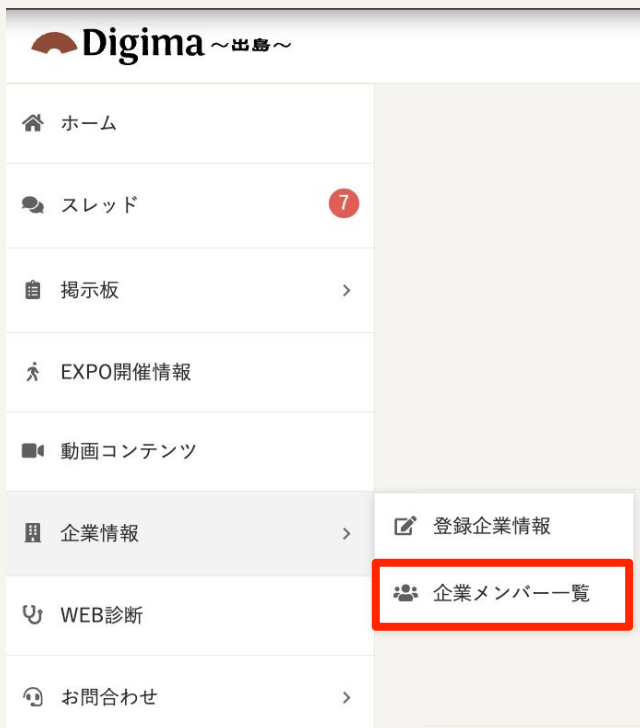 Digima ～出島～
ホーム
スレッド 7
掲示板
EXPO開催情報
動画コンテンツ
企業情報
登録企業情報
企業メンバー一覧
WEB診断
お問合わせ